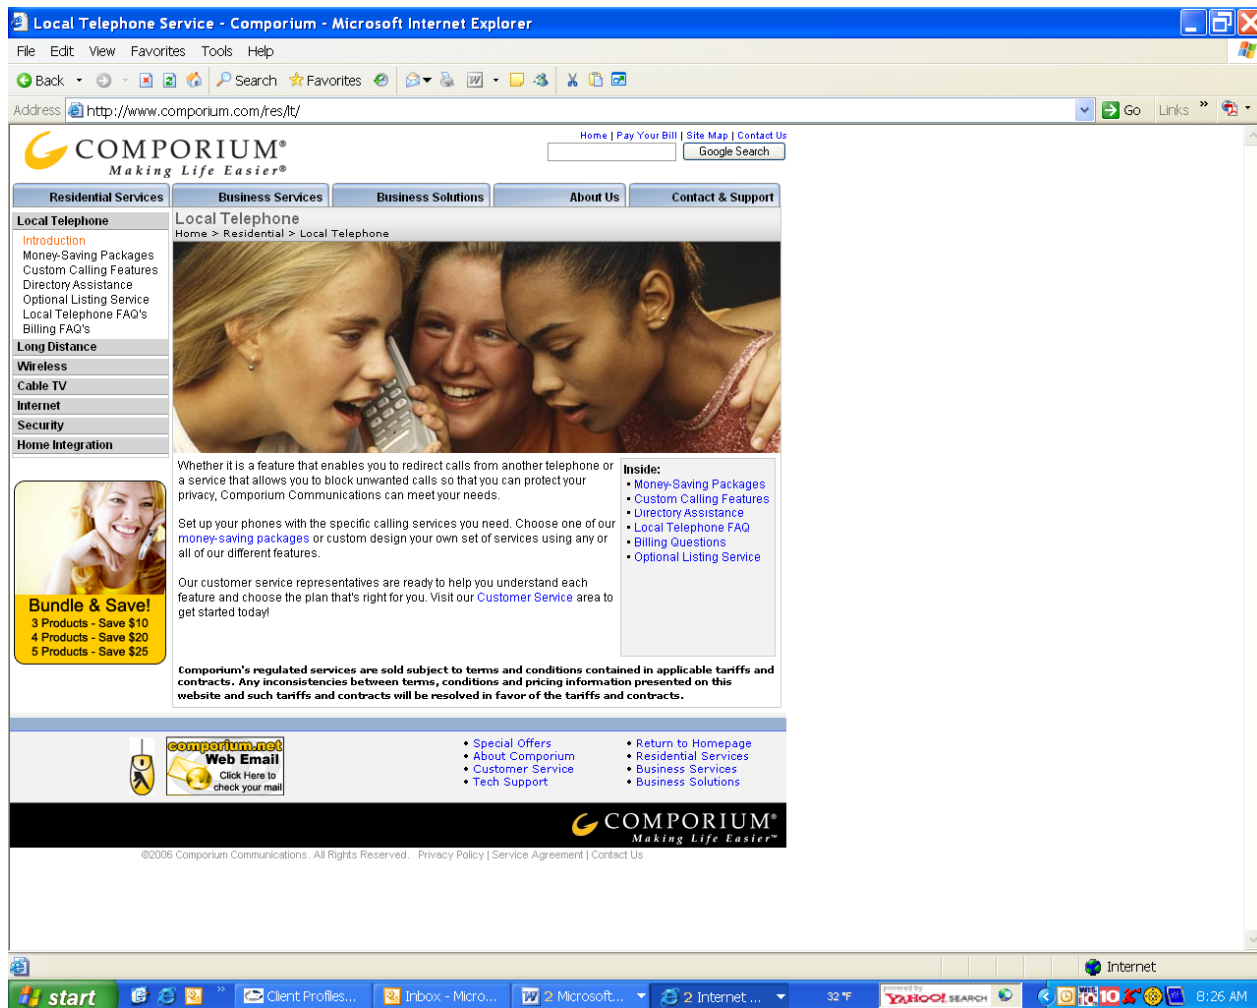 Local Telephone Service - Comporium - Microsoft Internet Explorer
File Edit View Favorites Tools Help
Back Search Favorites
Address http://www.comporium.com/res/lt/ Go Links »
Home | Pay Your Bill | Site Map | Contact Us
COMPORIUM®
Making Life Easier®
Google Search
Residential Services Business Services Business Solutions About Us Contact & Support
Local Telephone
Introduction
Money-Saving Packages
Custom Calling Features
Directory Assistance
Optional Listing Service
Local Telephone FAQ's
Billing FAQ's
Long Distance
Wireless
Cable TV
Internet
Security
Home Integration
Bundle & Save!
3 Products - Save $10
4 Products - Save $20
5 Products - Save $25
Local Telephone
Home > Residential > Local Telephone
Whether it is a feature that enables you to redirect calls from another telephone or
a service that allows you to block unwanted calls so that you can protect your
privacy, Comporium Communications can meet your needs.
Set up your phones with the specific calling services you need. Choose one of our
money-saving packages or custom design your own set of services using any or
all of our different features.
Our customer service representatives are ready to help you understand each
feature and choose the plan that's right for you. Visit our Customer Service area to
get started today!
Inside:
• Money-Saving Packages
• Custom Calling Features
• Directory Assistance
• Local Telephone FAQ
• Billing Questions
• Optional Listing Service
Comporium's regulated services are sold subject to terms and conditions contained in applicable tariffs and
contracts. Any inconsistencies between terms, conditions and pricing information presented on this
website and such tariffs and contracts will be resolved in favor of the tariffs and contracts.
comporium.net
Web Email
Click Here to
check your mail
• Special Offers
• About Comporium
• Customer Service
• Tech Support
• Return to Homepage
• Residential Services
• Business Services
• Business Solutions
COMPORIUM®
Making Life Easier™
©2006 Comporium Communications. All Rights Reserved. Privacy Policy | Service Agreement | Contact Us
Internet
start » Client Profiles... Inbox - Micro... 2 Microsoft... 2 Internet ... 32 °F powered by YAHOO! SEARCH 10 8:26 AM